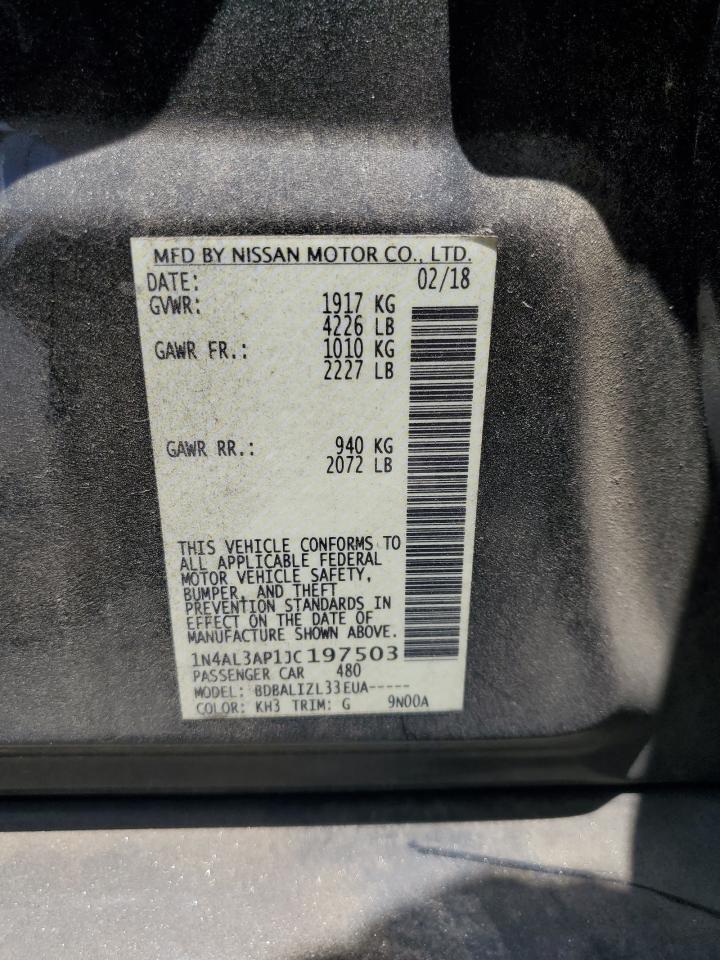 MFD BY NISSAN MOTOR CO., LTD.
DATE: 02/18
GVWR: 1917 KG
4226 LB
GAWR FR.: 1010 KG
2227 LB
GAWR RR.: 940 KG
2072 LB
THIS VEHICLE CONFORMS TO
ALL APPLICABLE FEDERAL
MOTOR VEHICLE SAFETY,
BUMPER, AND THEFT
PREVENTION STANDARDS IN
EFFECT ON THE DATE OF
MANUFACTURE SHOWN ABOVE.
1N4AL3AP1JC197503
PASSENGER CAR 480
MODEL: BDBALIZL33EUA-----
COLOR: KH3 TRIM: G 9N00A